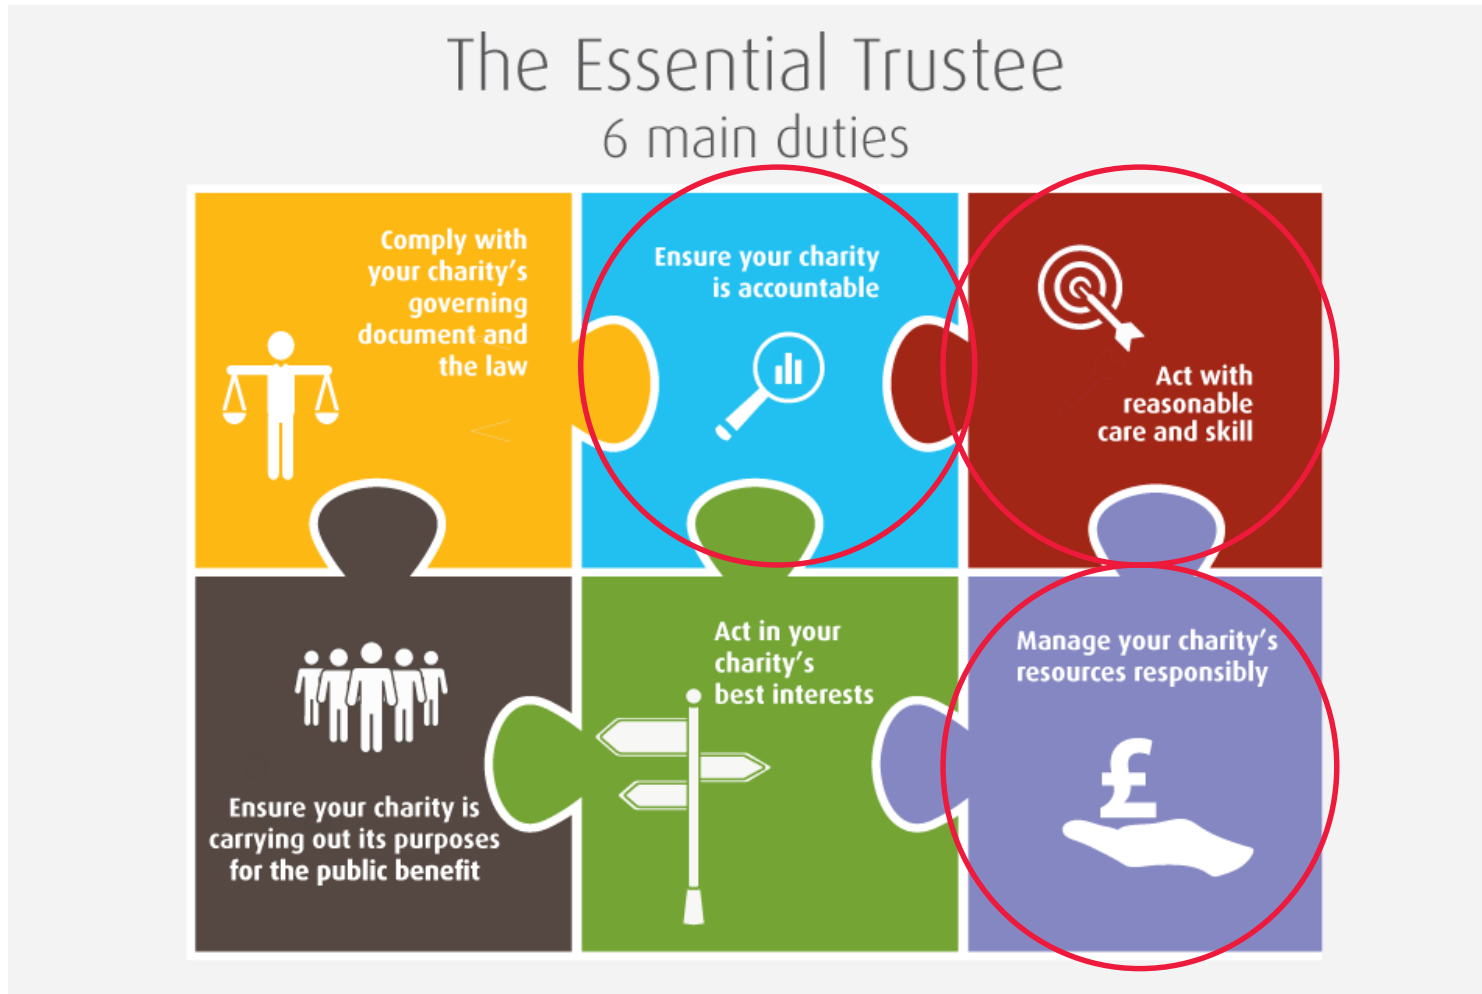 The Essential Trustee
6 main duties
Comply with
your charity's
governing
document and
the law
Ensure your charity
is accountable
Act with
reasonable
care and skill
Ensure your charity is
carrying out its purposes
for the public benefit
Act in your
charity's
best interests
Manage your charity's
resources responsibly
£